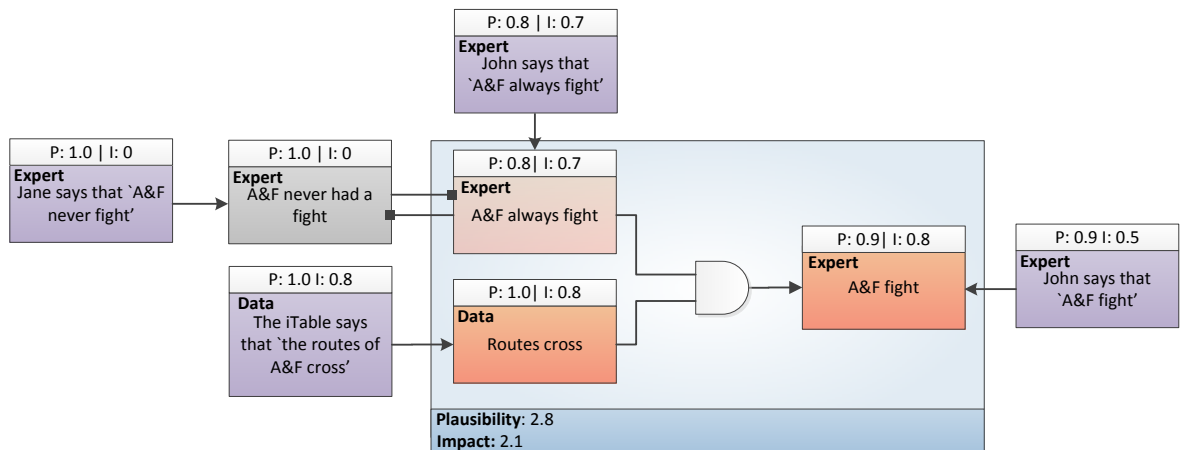 P: 0.8 | I: 0.7
Expert
John says that
`A&F always fight’
P: 1.0 | I: 0
Expert
Jane says that `A&F
never fight’
P: 1.0 | I: 0
Expert
A&F never had a
fight
P: 0.8| I: 0.7
Expert
A&F always fight
P: 0.9| I: 0.8
Expert
A&F fight
P: 0.9 I: 0.5
Expert
John says that
`A&F fight’
P: 1.0 I: 0.8
Data
The iTable says
that `the routes of
A&F cross’
P: 1.0| I: 0.8
Data
Routes cross
Plausibility: 2.8
Impact: 2.1